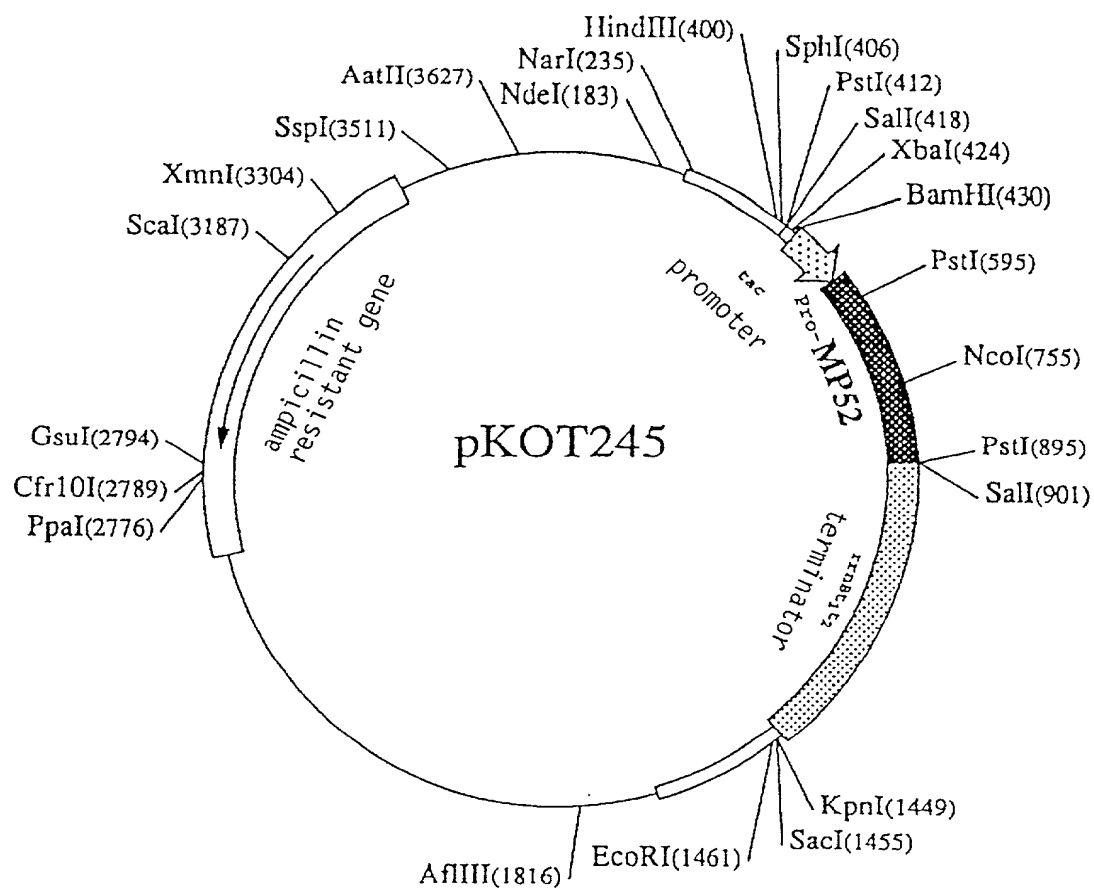 HindIII(400)
SphI(406)
NarI(235)
PstI(412)
AatII(3627)
NdeI(183)
SalI(418)
SspI(3511)
XbaI(424)
XmnI(3304)
BamHI(430)
ScaI(3187)
PstI(595)
tac
promoter
pro-MP52
NcoI(755)
ampicillin
resistant gene
pKOT245
GsuI(2794)
Cfr10I(2789)
PpaI(2776)
PstI(895)
SalI(901)
rrnBt1t2
terminator
KpnI(1449)
SacI(1455)
EcoRI(1461)
AflIII(1816)